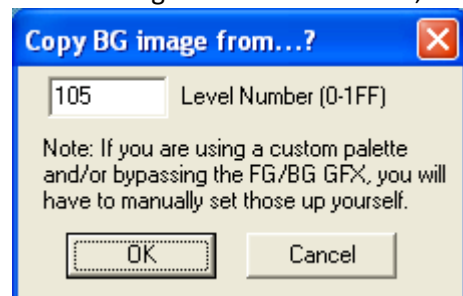 Copy BG image from...?
105 Level Number (0-1FF)
Note: If you are using a custom palette
and/or bypassing the FG/BG GFX, you will
have to manually set those up yourself.
OK Cancel